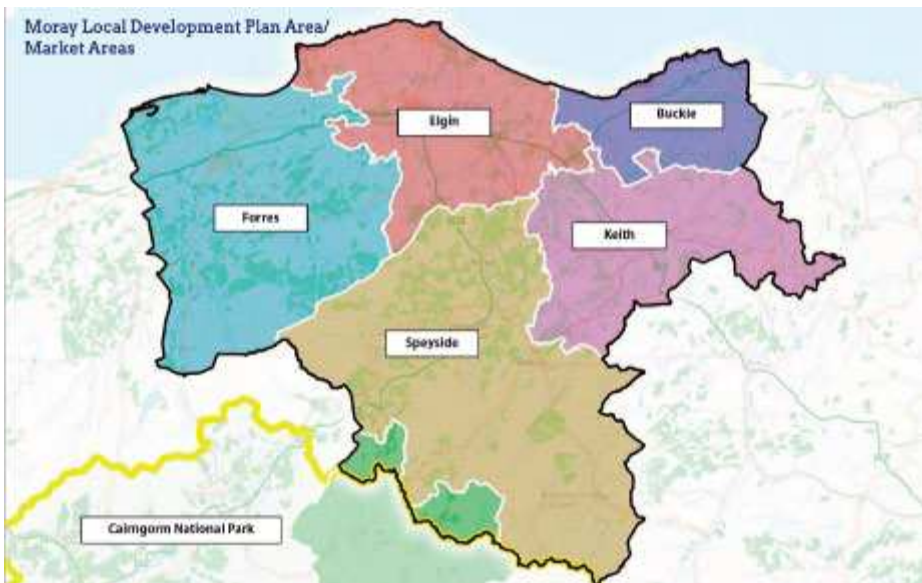 Moray Local Development Plan Area/
Market Areas
Elgin
Buckie
Forres
Keith
Speyside
Cairngorm National Park